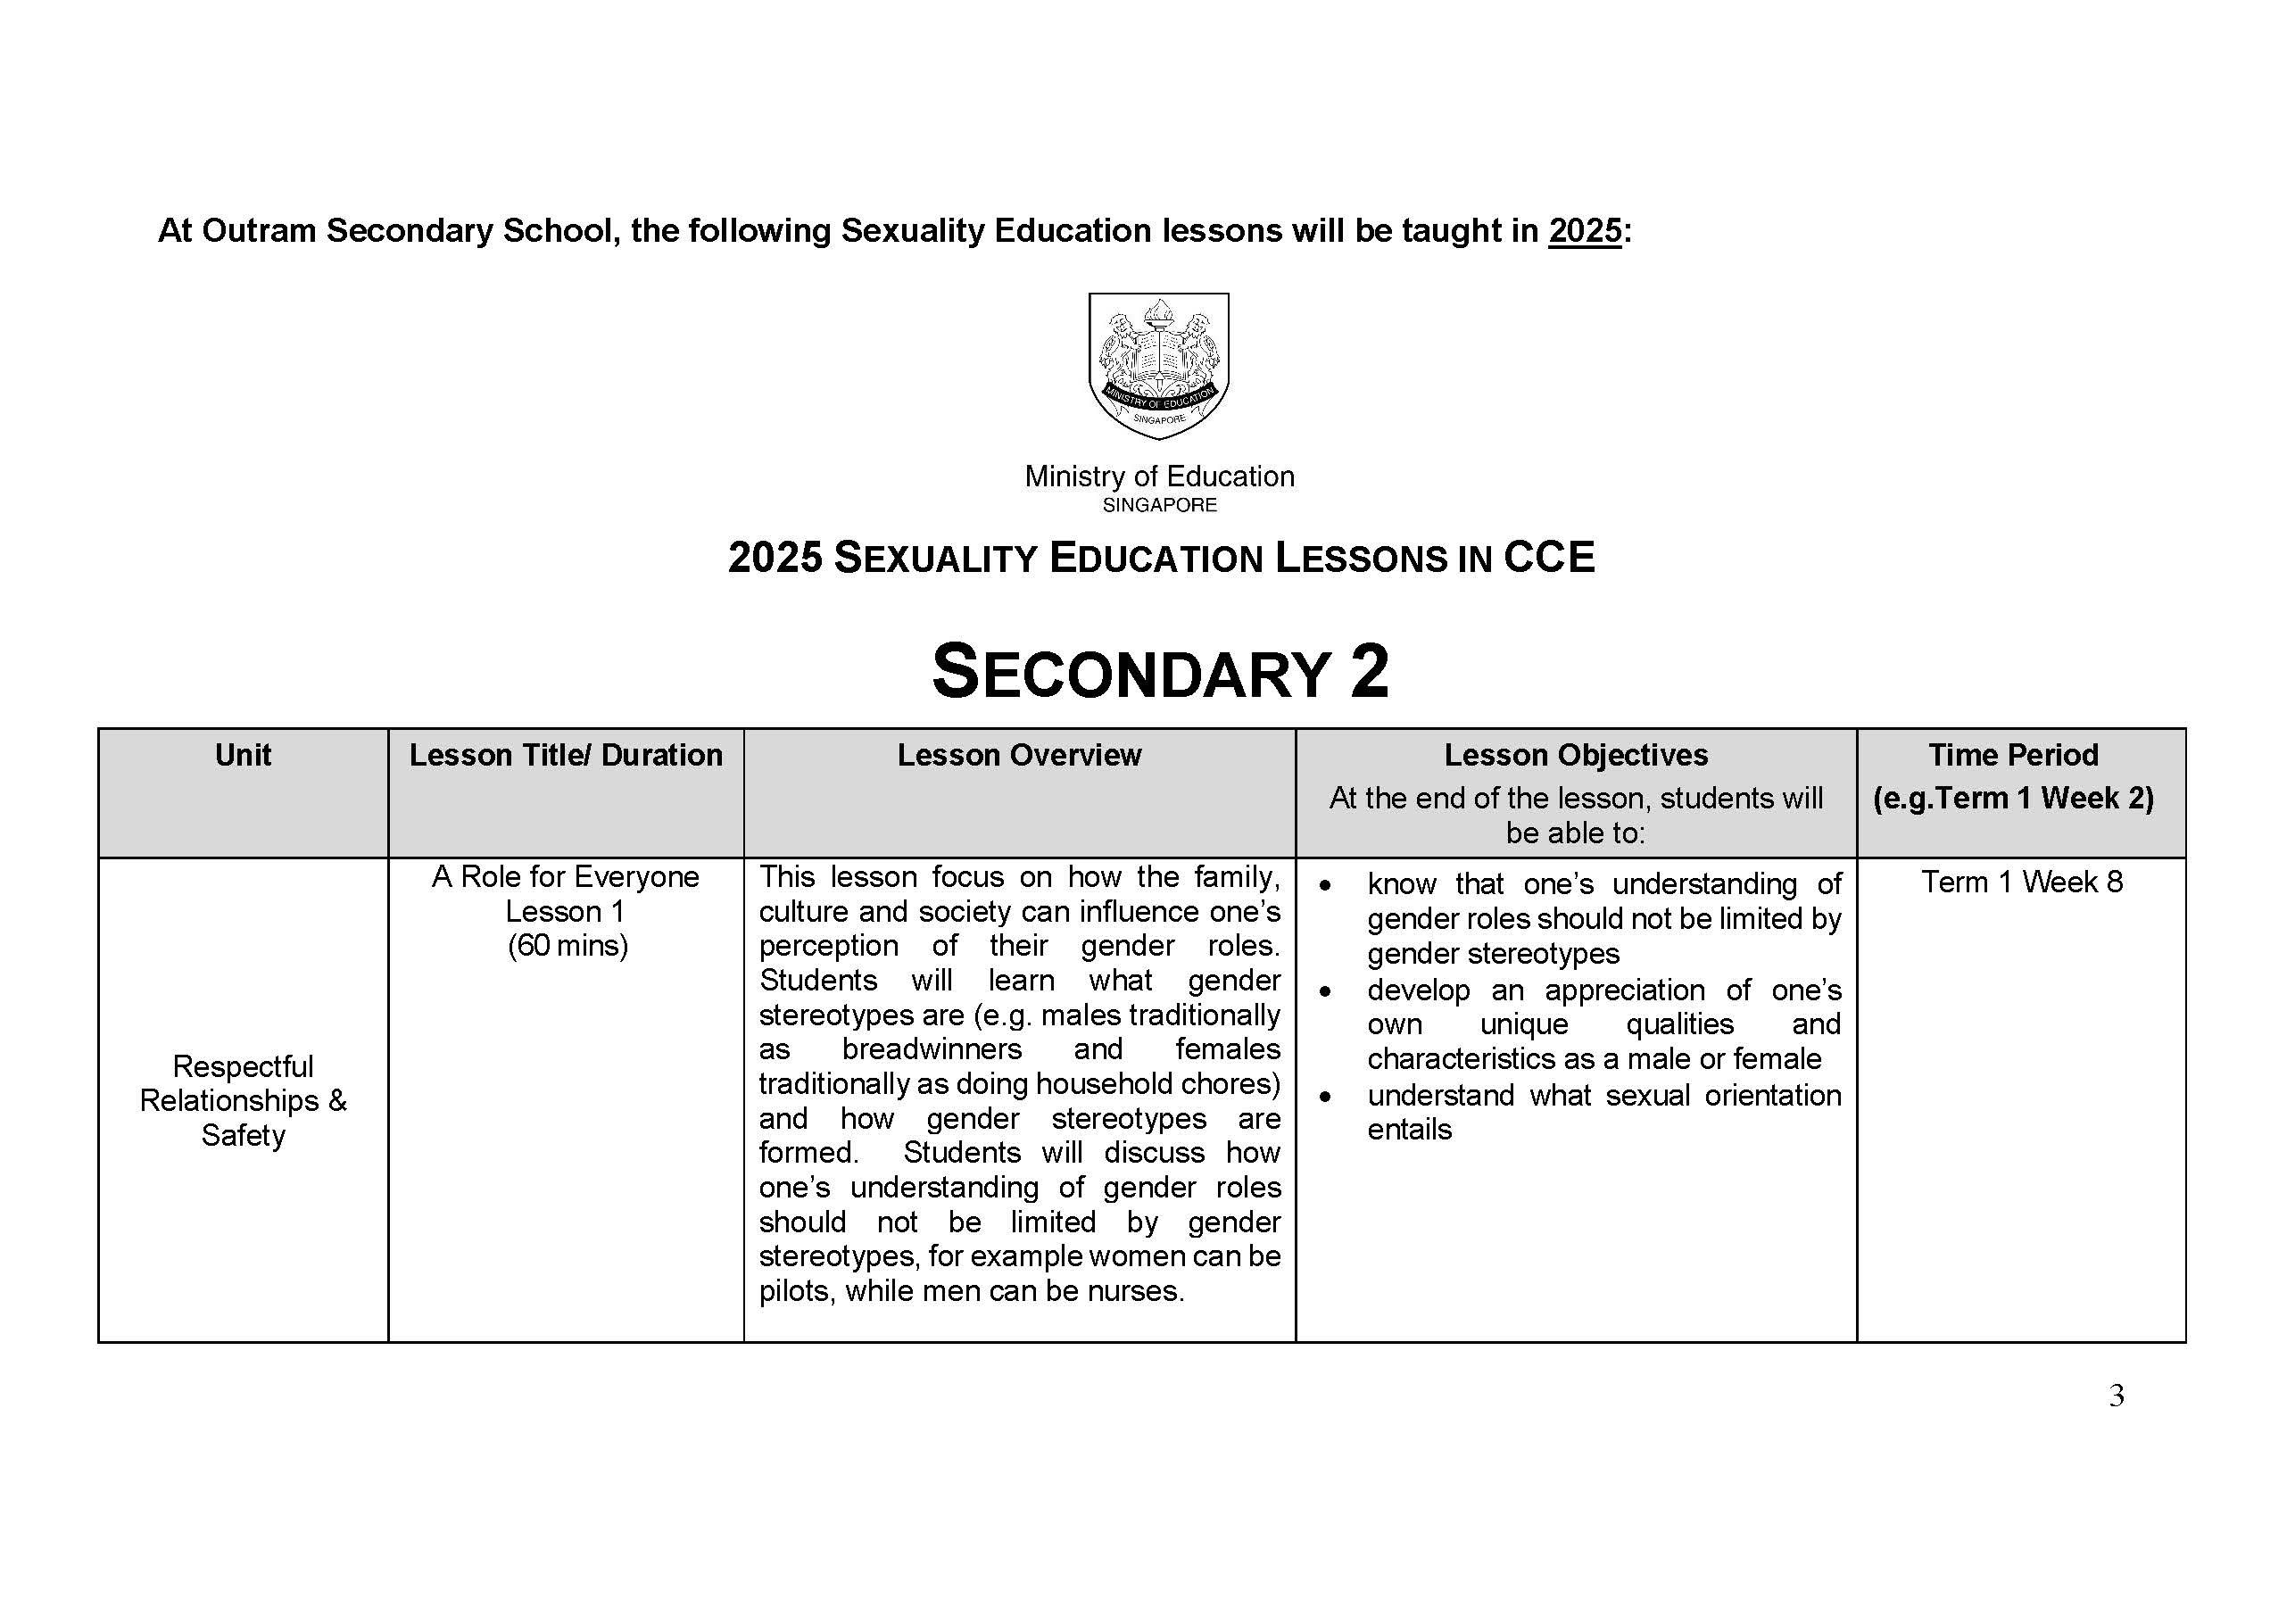 At Outram Secondary School, the following Sexuality Education lessons will be taught in 2025:
MINISTRY OF EDUCATION
SINGAPORE
Ministry of Education
SINGAPORE
2025 SEXUALITY EDUCATION LESSONS IN CCE
SECONDARY 2
Unit
Lesson Title/ Duration
Lesson Overview
Lesson Objectives
At the end of the lesson, students will
be able to:
Time Period
(e.g.Term 1 Week 2)
Respectful
Relationships &
Safety
A Role for Everyone
Lesson 1
(60 mins)
This lesson focus on how the family,
culture and society can influence one’s
perception of their gender roles.
Students will learn what gender
stereotypes are (e.g. males traditionally
as breadwinners and females
traditionally as doing household chores)
and how gender stereotypes are
formed. Students will discuss how
one’s understanding of gender roles
should not be limited by gender
stereotypes, for example women can be
pilots, while men can be nurses.
• know that one’s understanding of
gender roles should not be limited by
gender stereotypes
• develop an appreciation of one’s
own unique qualities and
characteristics as a male or female
• understand what sexual orientation
entails
Term 1 Week 8
3